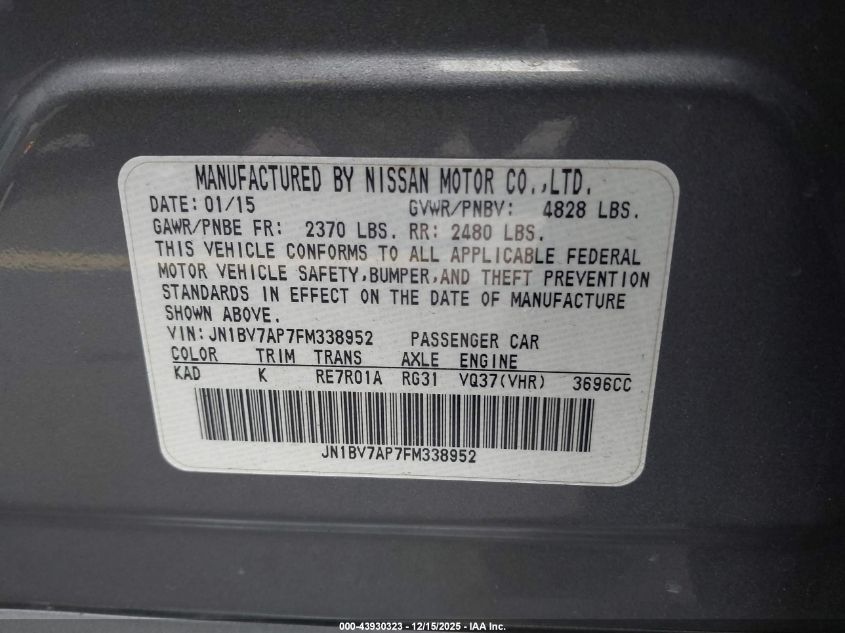 MANUFACTURED BY NISSAN MOTOR CO.,LTD.
DATE: 01/15 GVWR/PNBV: 4828 LBS.
GAWR/PNBE FR: 2370 LBS. RR: 2480 LBS.
THIS VEHICLE CONFORMS TO ALL APPLICABLE FEDERAL
MOTOR VEHICLE SAFETY,BUMPER,AND THEFT PREVENTION
STANDARDS IN EFFECT ON THE DATE OF MANUFACTURE
SHOWN ABOVE.
VIN:JN1BV7AP7FM338952 PASSENGER CAR
COLOR TRIM TRANS AXLE ENGINE
KAD K RE7R01A RG31 VQ37(VHR) 3696CC
JN1BV7AP7FM338952
000-43930323 - 12/15/2025 - IAA Inc.